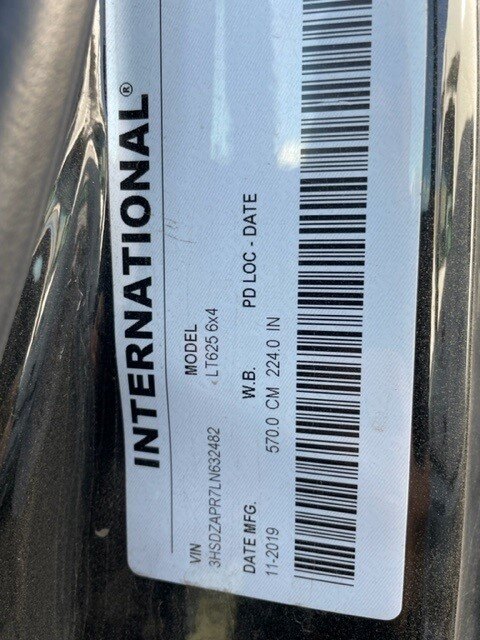 INTERNATIONAL®
VIN MODEL
3HSDZAPR7LN632482 LT625 6x4
DATE MFG. W.B. PD LOC - DATE
11-2019 570.0 CM 224.0 IN